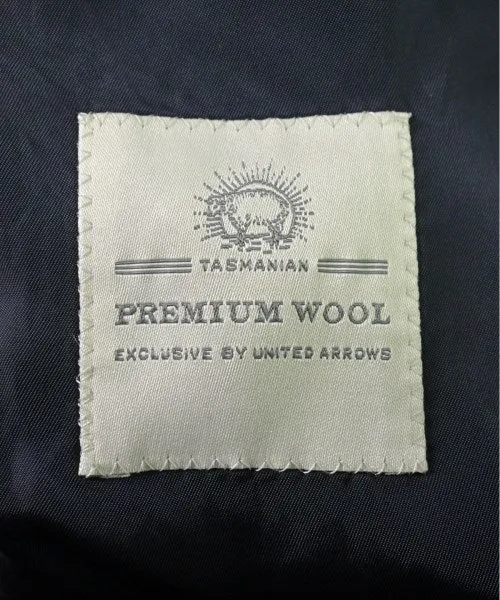 TASMANIAN
PREMIUM WOOL
EXCLUSIVE BY UNITED ARROWS